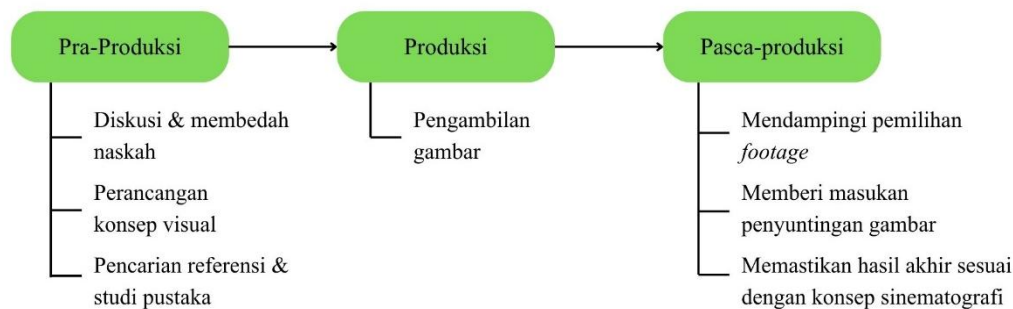 Pra-Produksi
Diskusi & membedah
naskah
Perancangan
konsep visual
Pencarian referensi &
studi pustaka
Produksi
Pengambilan
gambar
Pasca-produksi
Mendampingi pemilihan
footage
Memberi masukan
penyuntingan gambar
Memastikan hasil akhir sesuai
dengan konsep sinematografi